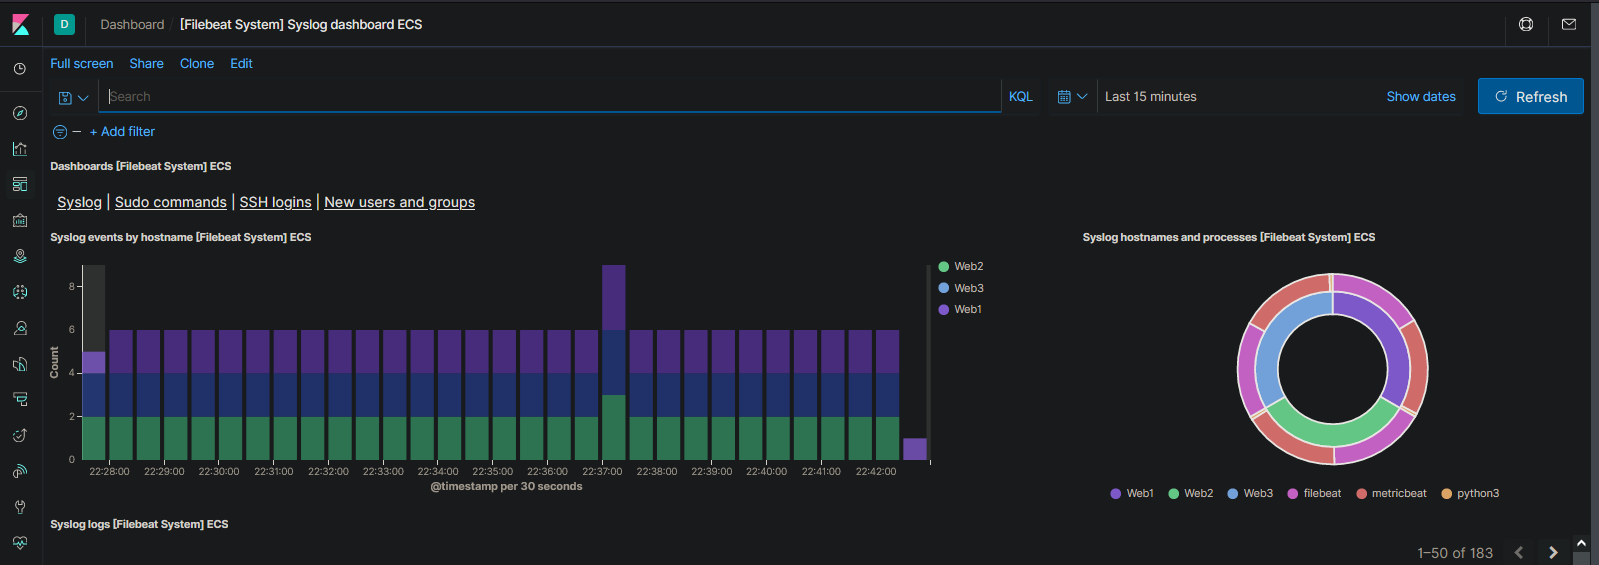 D Dashboard / [Filebeat System] Syslog dashboard ECS
Full screen Share Clone Edit
Search KQL Last 15 minutes Show dates Refresh
+ Add filter
Dashboards [Filebeat System] ECS
Syslog | Sudo commands | SSH logins | New users and groups
Syslog events by hostname [Filebeat System] ECS
Count
8
6
4
2
0
22:28:00 22:29:00 22:30:00 22:31:00 22:32:00 22:33:00 22:34:00 22:35:00 22:36:00 22:37:00 22:38:00 22:39:00 22:40:00 22:41:00 22:42:00
@timestamp per 30 seconds
Web2
Web3
Web1
Syslog hostnames and processes [Filebeat System] ECS
Web1 Web2 Web3 filebeat metricbeat python3
Syslog logs [Filebeat System] ECS
1–50 of 183